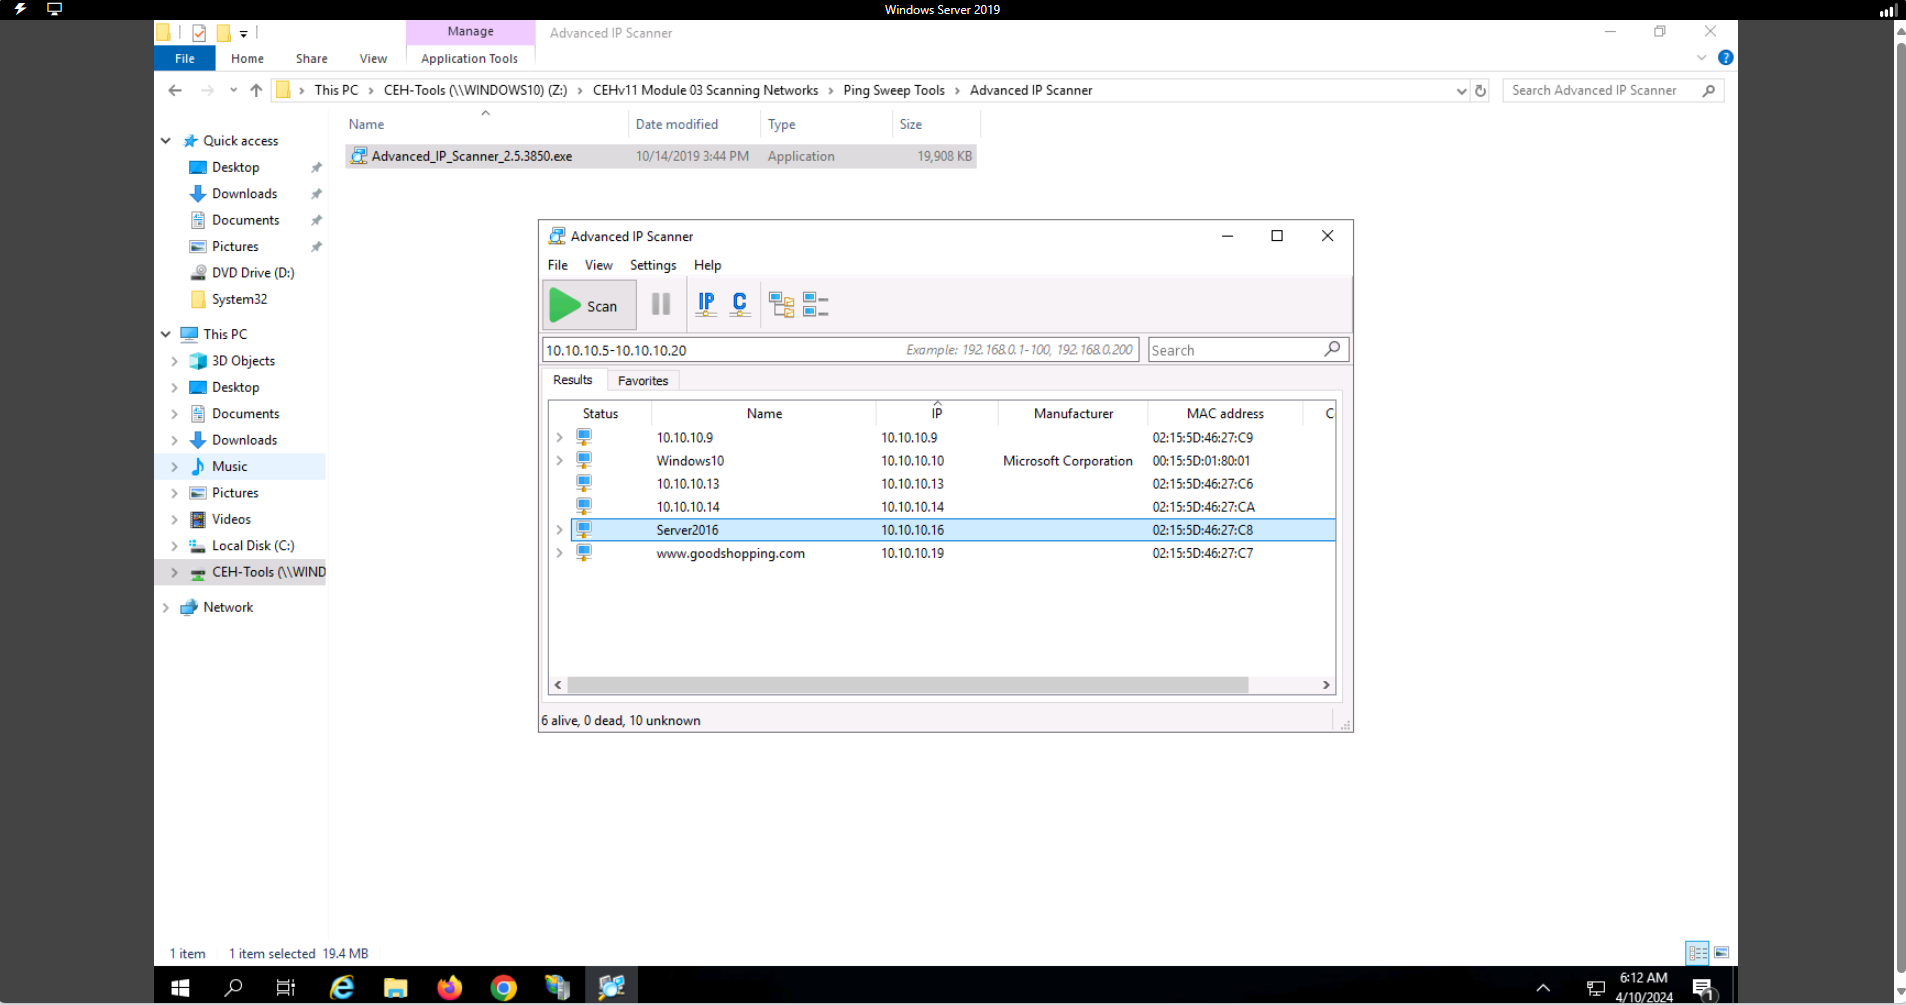 Windows Server 2019
Manage
Advanced IP Scanner
File
Home
Share
View
Application Tools
This PC
CEH-Tools (\\WINDOWS10) (Z:)
CEHv11 Module 03 Scanning Networks
Ping Sweep Tools
Advanced IP Scanner
Search Advanced IP Scanner
Name
Date modified
Type
Size
Advanced_IP_Scanner_2.5.3850.exe
10/14/2019 3:44 PM
Application
19,908 KB
Quick access
Desktop
Downloads
Documents
Pictures
DVD Drive (D:)
System32
This PC
3D Objects
Desktop
Documents
Downloads
Music
Pictures
Videos
Local Disk (C:)
CEH-Tools (\\WIND
Network
Advanced IP Scanner
File View Settings Help
Scan
IP
C
10.10.10.5-10.10.10.20
Example: 192.168.0.1-100, 192.168.0.200
Search
Results
Favorites
Status Name IP Manufacturer MAC address C
10.10.10.9 10.10.10.9 02:15:5D:46:27:C9
Windows10 10.10.10.10 Microsoft Corporation 00:15:5D:01:80:01
10.10.10.13 10.10.10.13 02:15:5D:46:27:C6
10.10.10.14 10.10.10.14 02:15:5D:46:27:CA
Server2016 10.10.10.16 02:15:5D:46:27:C8
www.goodshopping.com 10.10.10.19 02:15:5D:46:27:C7
6 alive, 0 dead, 10 unknown
1 item
1 item selected 19.4 MB
6:12 AM
4/10/2024
1